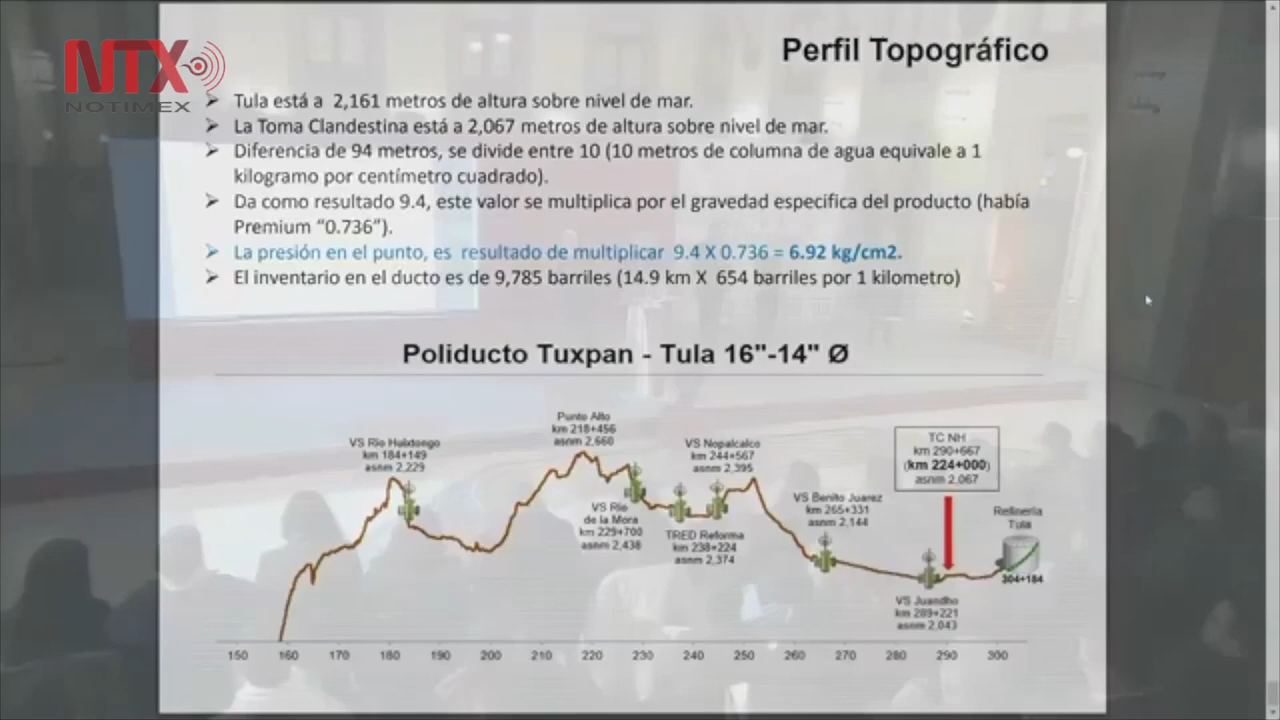 NTX
NOTIMEX
Perfil Topográfico
Tula está a 2,161 metros de altura sobre nivel de mar.
La Toma Clandestina está a 2,067 metros de altura sobre nivel de mar.
Diferencia de 94 metros, se divide entre 10 (10 metros de columna de agua equivale a 1
kilogramo por centímetro cuadrado).
Da como resultado 9.4, este valor se multiplica por el gravedad especifica del producto (había
Premium “0.736”).
La presión en el punto, es resultado de multiplicar 9.4 X 0.736 = 6.92 kg/cm2.
El inventario en el ducto es de 9,785 barriles (14.9 km X 654 barriles por 1 kilometro)
Poliducto Tuxpan - Tula 16"-14" Ø
VS Río Huixtongo
km 184+149
asnm 2,229
Punto Alto
km 218+456
asnm 2,660
VS Río
de la Mora
km 229+700
asnm 2,438
VS Nopalcalco
km 244+567
asnm 2,395
TRED Reforma
km 238+224
asnm 2,374
VS Benito Juarez
km 265+331
asnm 2,144
TC NH
km 290+667
(km 224+000)
asnm 2,067
VS Juandho
km 289+221
asnm 2,043
Refinería
Tula
304+184
150 160 170 180 190 200 210 220 230 240 250 260 270 280 290 300